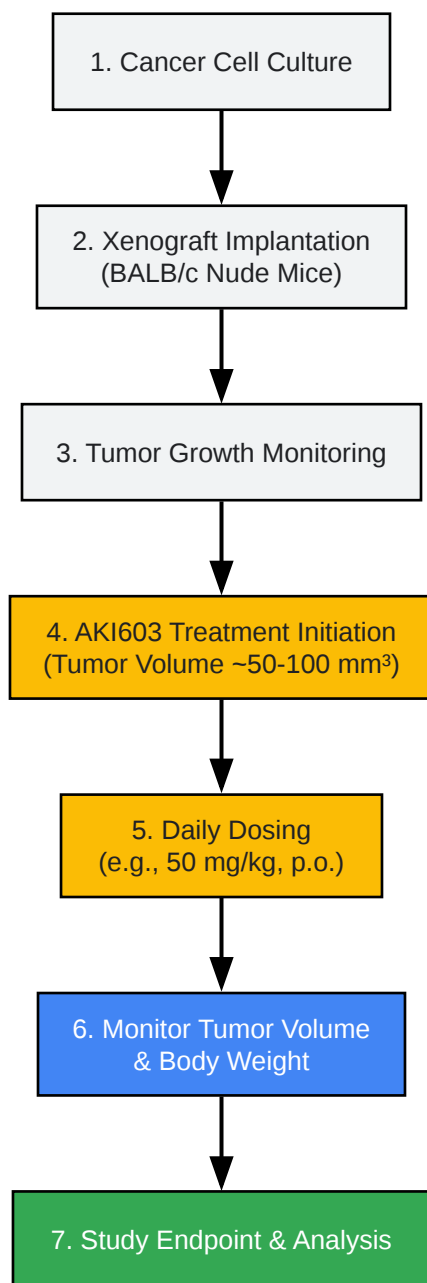 1. Cancer Cell Culture
2. Xenograft Implantation
(BALB/c Nude Mice)
3. Tumor Growth Monitoring
4. AKI603 Treatment Initiation
(Tumor Volume ~50-100 mm³)
5. Daily Dosing
(e.g., 50 mg/kg, p.o.)
6. Monitor Tumor Volume
& Body Weight
7. Study Endpoint & Analysis